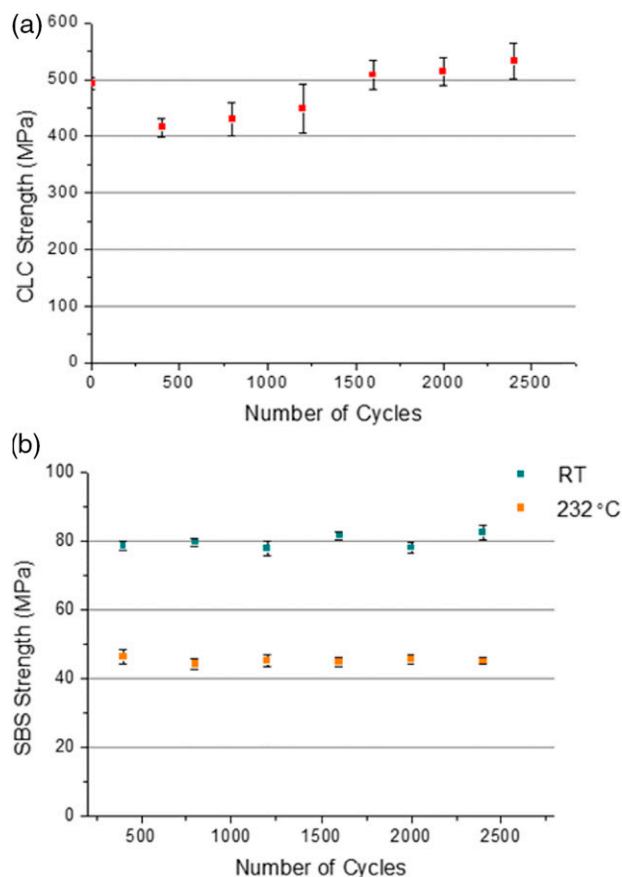 (a)
600
500
400
300
200
100
0
CLC Strength (MPa)
0 500 1000 1500 2000 2500
Number of Cycles
(b)
100
80
60
40
20
0
SBS Strength (MPa)
RT
232 °C
500 1000 1500 2000 2500
Number of Cycles